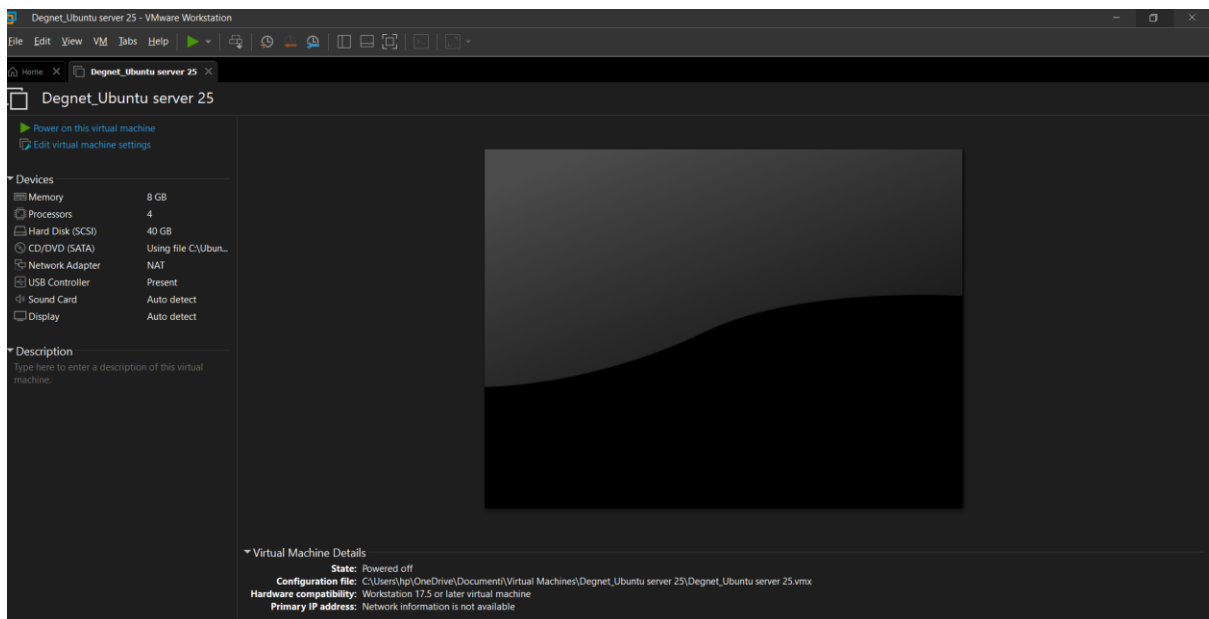 Degnet_Ubuntu server 25 - VMware Workstation
File Edit View VM Tabs Help
Home Degnet_Ubuntu server 25
Degnet_Ubuntu server 25
Power on this virtual machine
Edit virtual machine settings
Devices
Memory 8 GB
Processors 4
Hard Disk (SCSI) 40 GB
CD/DVD (SATA) Using file C:\Ubun...
Network Adapter NAT
USB Controller Present
Sound Card Auto detect
Display Auto detect
Description
Type here to enter a description of this virtual
machine.
Virtual Machine Details
State: Powered off
Configuration file: C:\Users\hp\OneDrive\Documenti\Virtual Machines\Degnet_Ubuntu server 25\Degnet_Ubuntu server 25.vmx
Hardware compatibility: Workstation 17.5 or later virtual machine
Primary IP address: Network information is not available